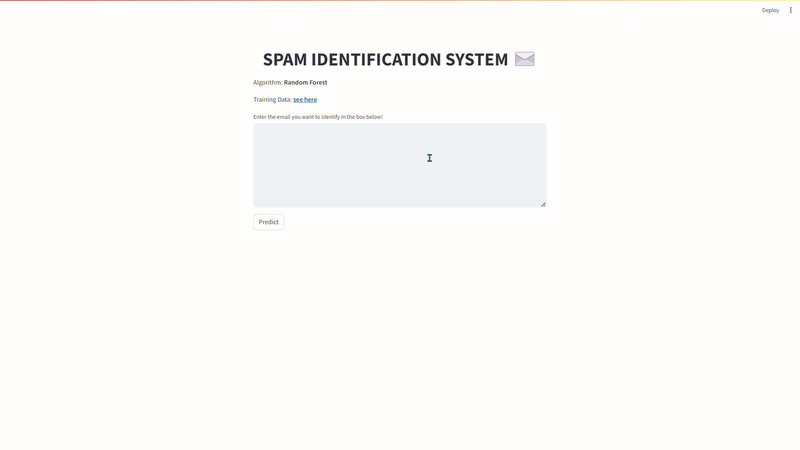 Deploy
SPAM IDENTIFICATION SYSTEM
Algorithm: Random Forest
Training Data: see here
Enter the email you want to identify in the box below!
Predict